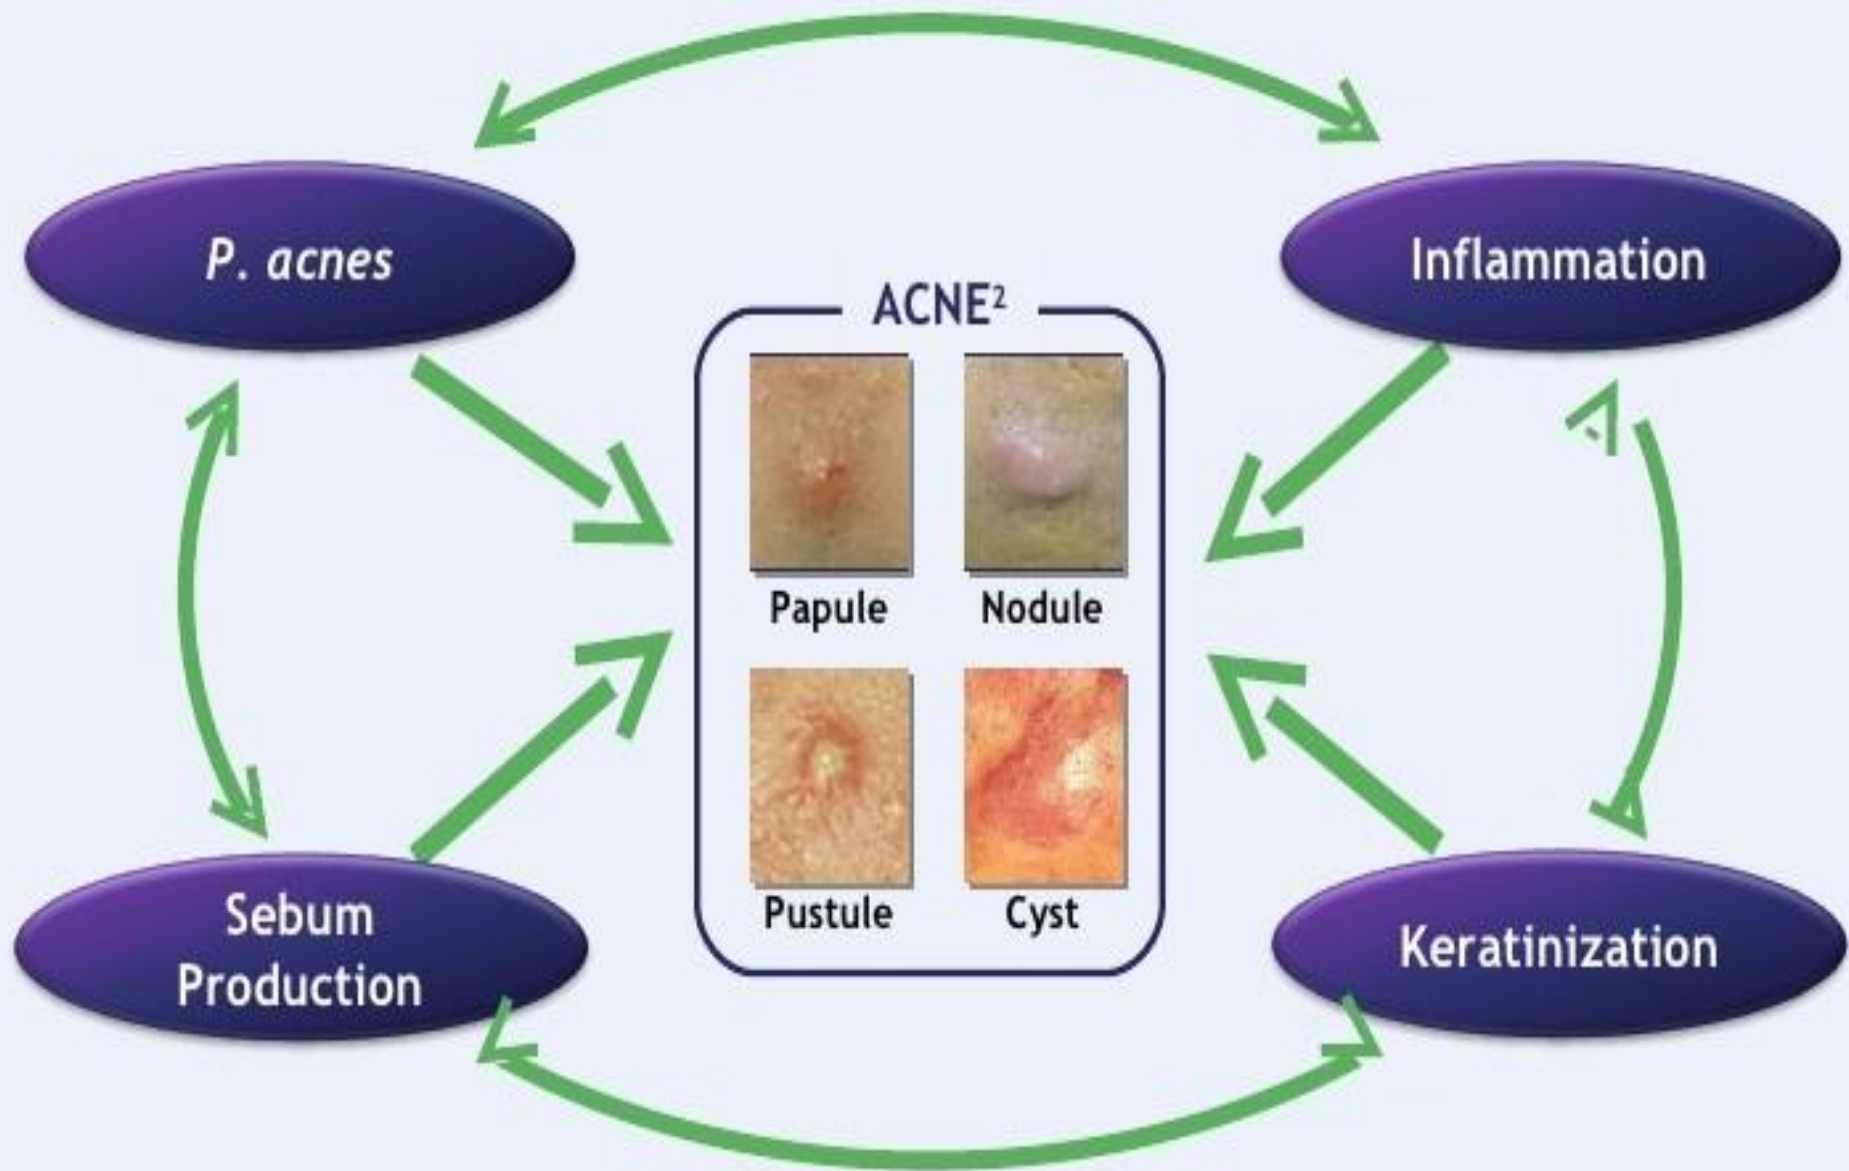 P. acnes
Inflammation
ACNE²
Papule
Nodule
Pustule
Cyst
Sebum
Production
Keratinization